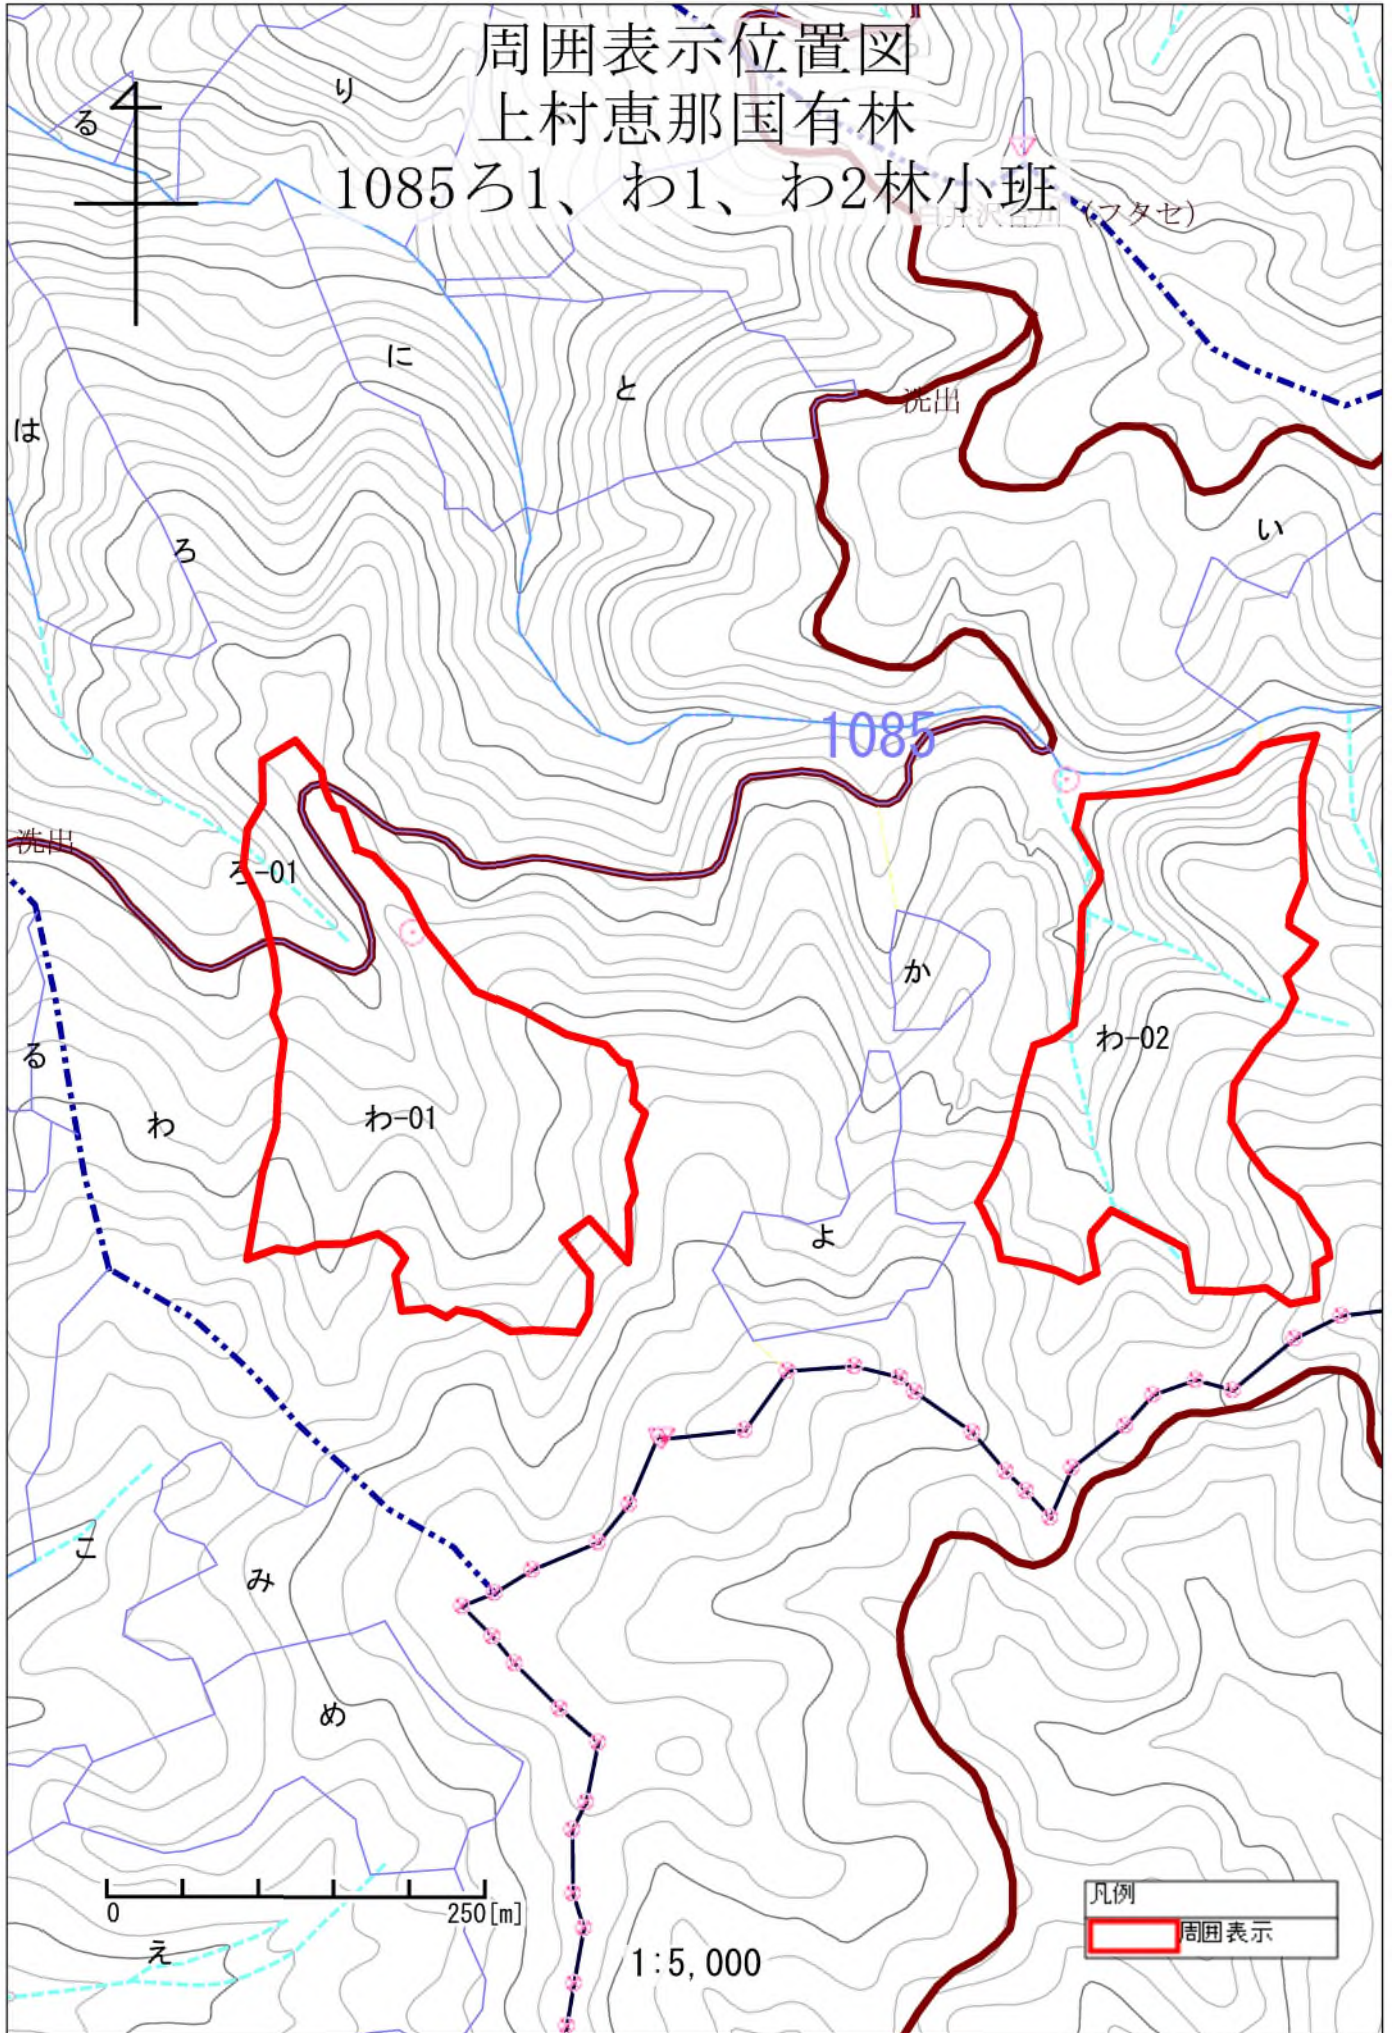 周囲表示位置図
上村恵那国有林
1085ろ1、わ1、わ2林小班
(フタセ)
る
り
に
と
は
洗出
ろ
い
1085
洗出
ろ-01
か
わ-02
る
わ
わ-01
よ
こ
み
め
え
0 250[m]
1:5,000
凡例
周囲表示